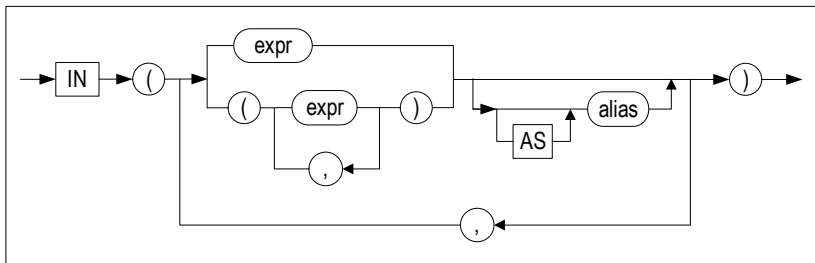 expr
IN ( ( expr ) alias )
AS
,
,